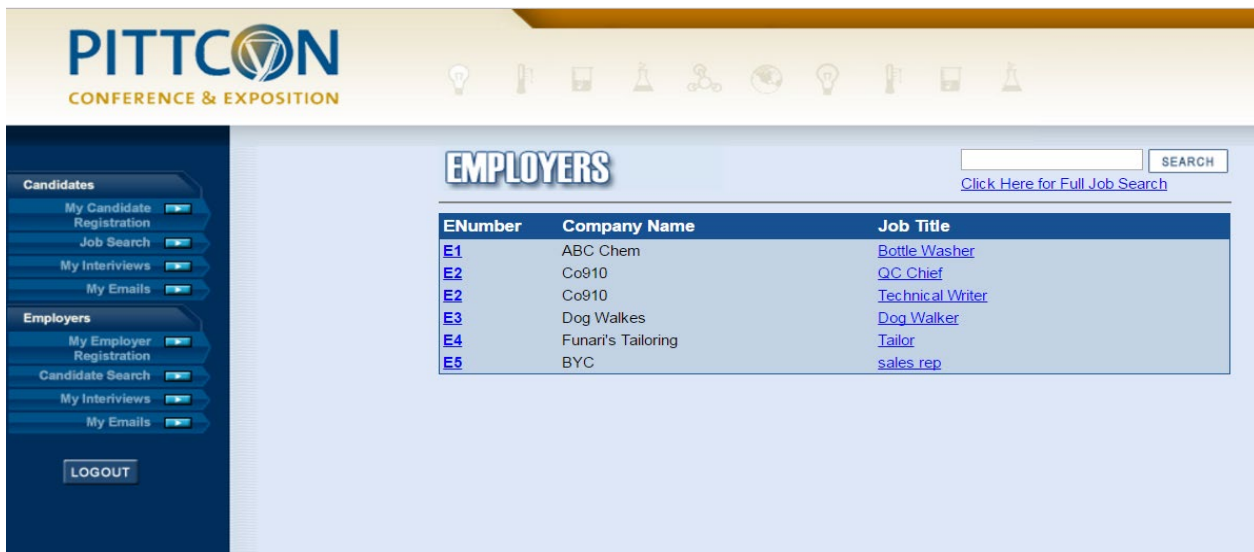 PITTCON
CONFERENCE & EXPOSITION
Candidates
My Candidate
Registration
Job Search
My Interiviews
My Emails
Employers
My Employer
Registration
Candidate Search
My Interiviews
My Emails
LOGOUT
EMPLOYERS
SEARCH
Click Here for Full Job Search
ENumber Company Name Job Title
E1 ABC Chem Bottle Washer
E2 Co910 QC Chief
E2 Co910 Technical Writer
E3 Dog Walkes Dog Walker
E4 Funari's Tailoring Tailor
E5 BYC sales rep